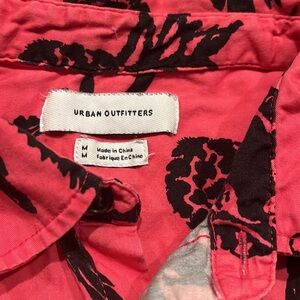 URBAN OUTFITTERS
M Made in China
M Fabriqué En Chine